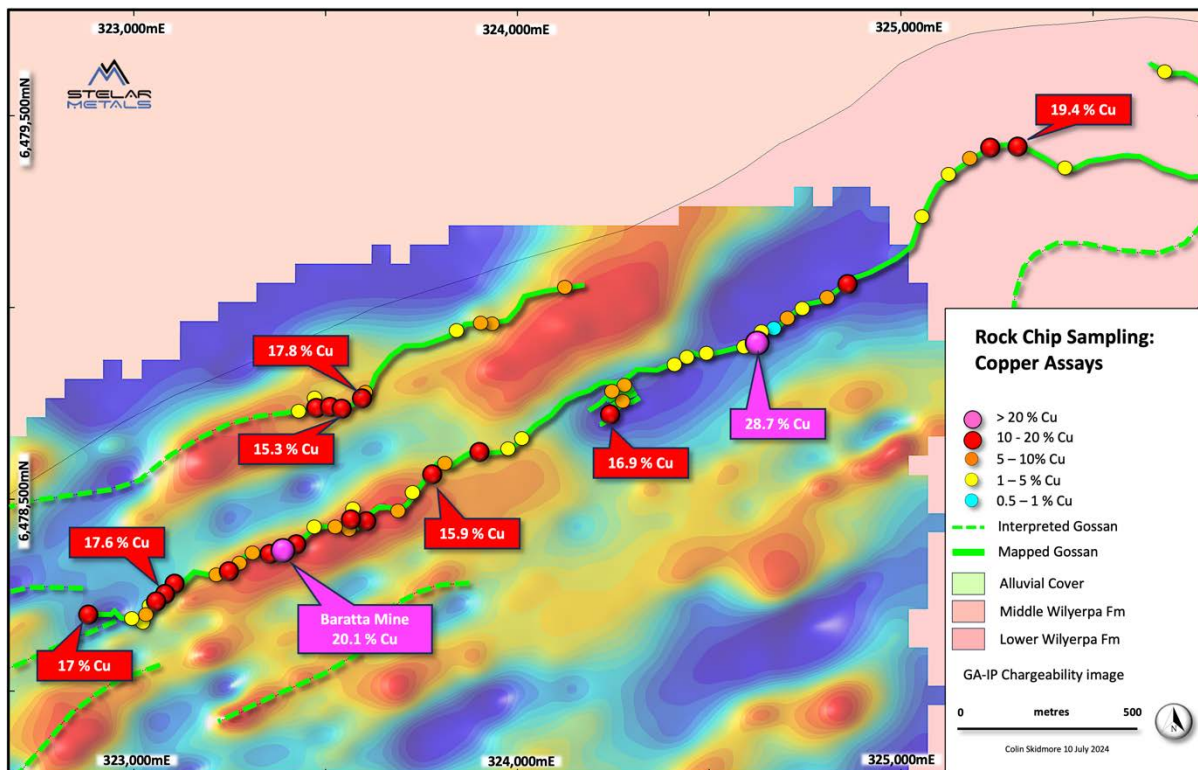 323,000mE
324,000mE
325,000mE
STELAR
METALS
6,479,500mN
19.4 % Cu
17.8 % Cu
15.3 % Cu
28.7 % Cu
16.9 % Cu
6,478,500mN
15.9 % Cu
17.6 % Cu
Baratta Mine
20.1 % Cu
17 % Cu
Rock Chip Sampling:
Copper Assays
> 20 % Cu
10 - 20 % Cu
5 – 10% Cu
1 – 5 % Cu
0.5 – 1 % Cu
Interpreted Gossan
Mapped Gossan
Alluvial Cover
Middle Wilyerpa Fm
Lower Wilyerpa Fm
GA-IP Chargeability image
0 metres 500
N
Colin Skidmore 10 July 2024
323,000mE
324,000mE
325,000mE